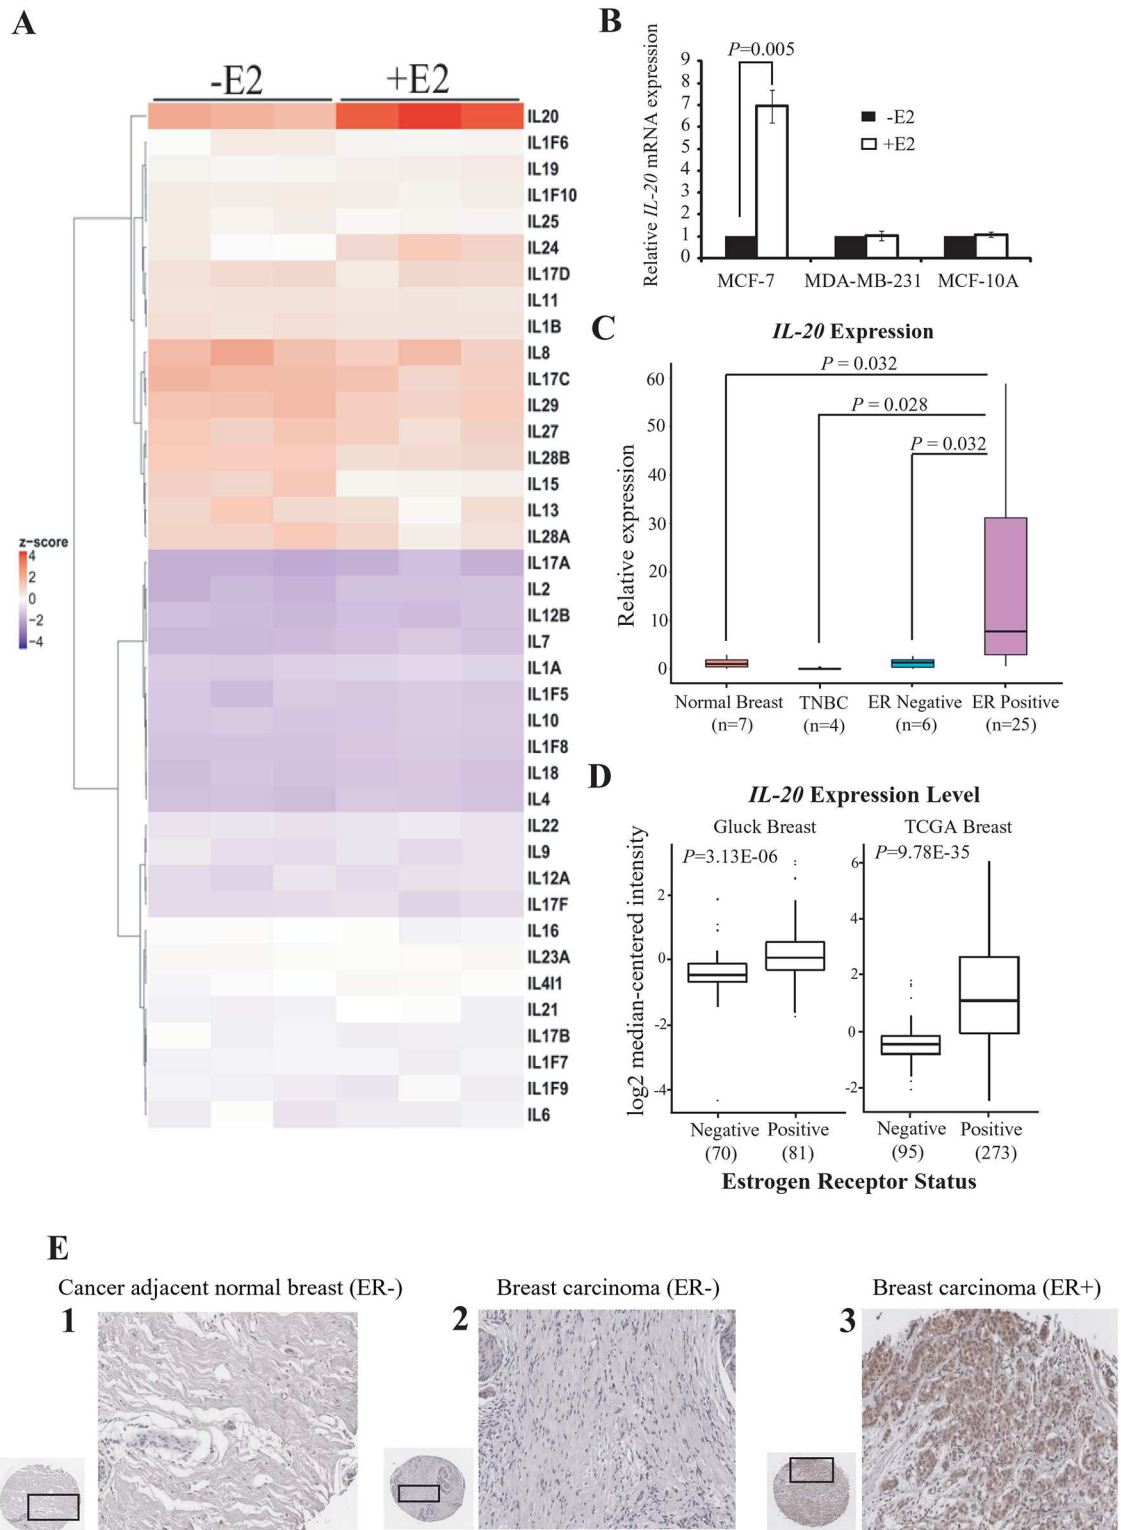 A
-E2
+E2
IL20
IL1F6
IL19
IL1F10
IL25
IL24
IL17D
IL11
IL1B
IL8
IL17C
IL29
IL27
IL28B
IL15
IL13
IL28A
IL17A
IL2
IL12B
IL7
IL1A
IL1F5
IL10
IL1F8
IL18
IL4
IL22
IL9
IL12A
IL17F
IL16
IL23A
IL4I1
IL21
IL17B
IL1F7
IL1F9
IL6
z-score
4
2
0
-2
-4
B
Relative IL-20 mRNA expression
9
8
7
6
5
4
3
2
1
0
P=0.005
-E2
+E2
MCF-7 MDA-MB-231 MCF-10A
C
IL-20 Expression
Relative expression
60
50
40
30
20
10
0
P = 0.032
P = 0.028
P = 0.032
Normal Breast TNBC ER Negative ER Positive
(n=7) (n=4) (n=6) (n=25)
D
IL-20 Expression Level
Gluck Breast TCGA Breast
log2 median-centered intensity
P=3.13E-06
2
0
-2
-4
P=9.78E-35
6
4
2
0
-2
Negative Positive Negative Positive
(70) (81) (95) (273)
Estrogen Receptor Status
E
Cancer adjacent normal breast (ER-) Breast carcinoma (ER-) Breast carcinoma (ER+)
1 2 3